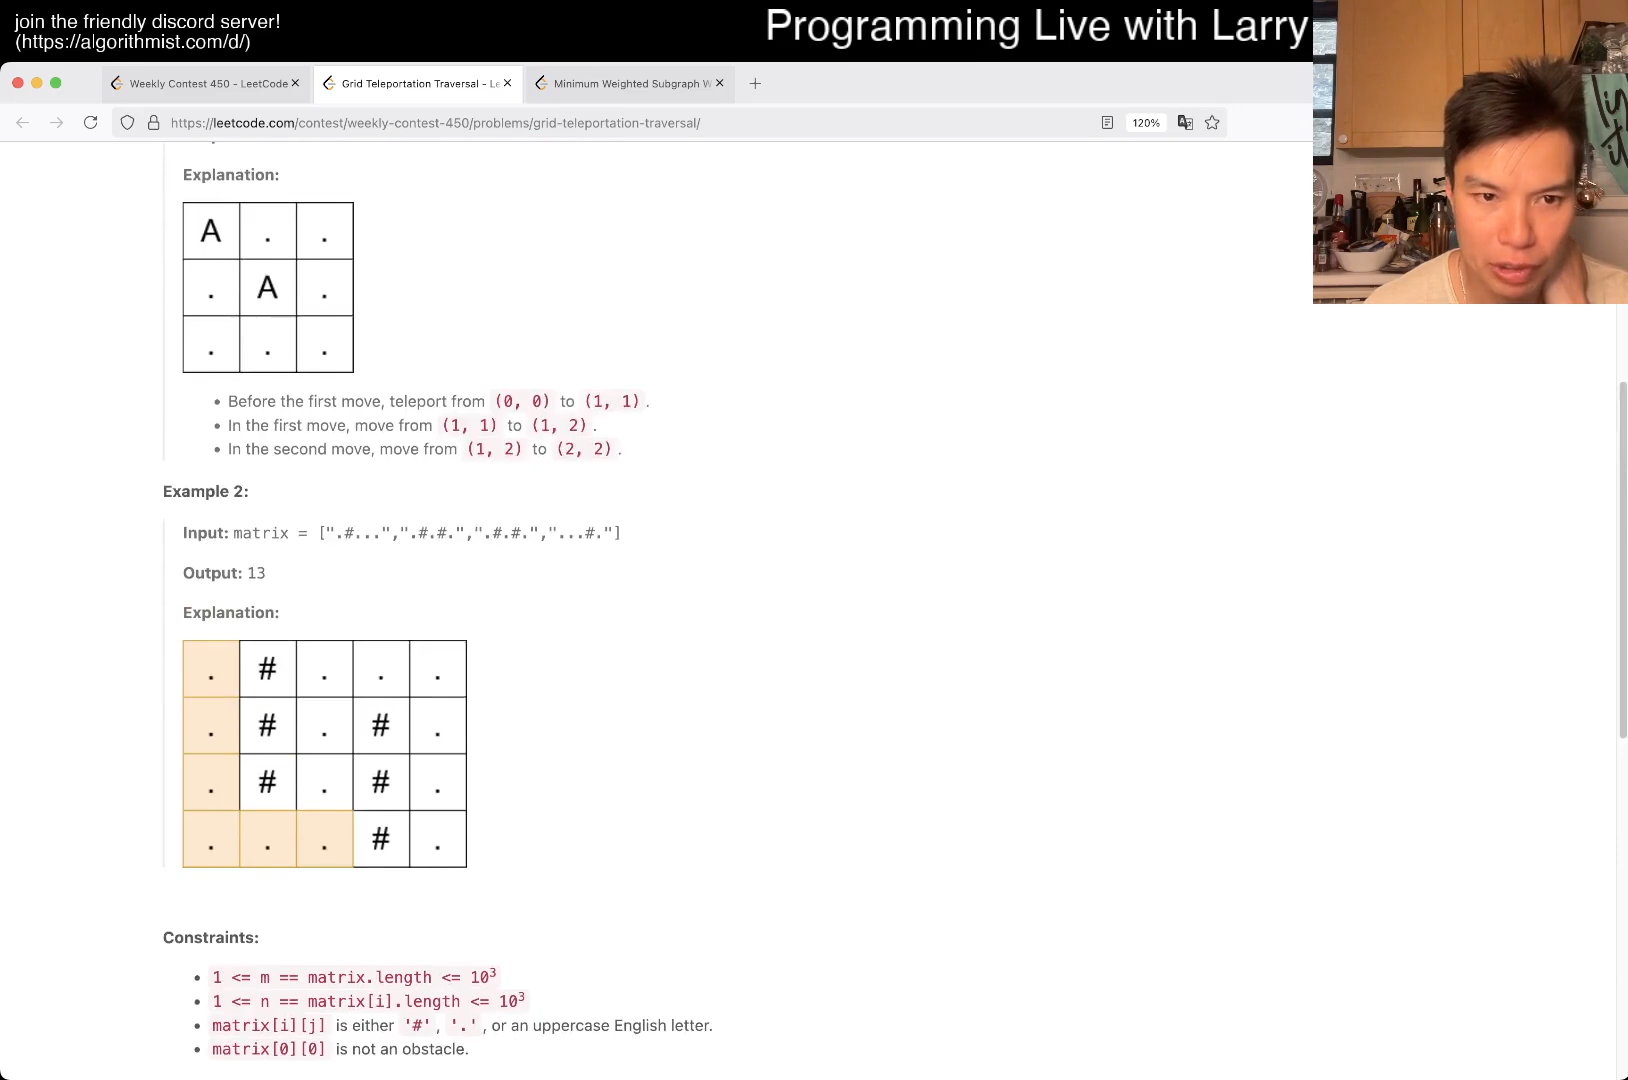 join the friendly discord server!
(https://algorithmist.com/d/)
Programming Live with Larry
Weekly Contest 450 - LeetCode
Grid Teleportation Traversal - Le
Minimum Weighted Subgraph W
https://leetcode.com/contest/weekly-contest-450/problems/grid-teleportation-traversal/
120%
Explanation:
A . .
. A .
. . .
• Before the first move, teleport from (0, 0) to (1, 1).
• In the first move, move from (1, 1) to (1, 2).
• In the second move, move from (1, 2) to (2, 2).
Example 2:
Input: matrix = [".#...",".#.#.",".#.#.","...#."]
Output: 13
Explanation:
. # . . .
. # . # .
. # . # .
. . . # .
Constraints:
• 1 <= m == matrix.length <= 10³
• 1 <= n == matrix[i].length <= 10³
• matrix[i][j] is either '#', '.', or an uppercase English letter.
• matrix[0][0] is not an obstacle.